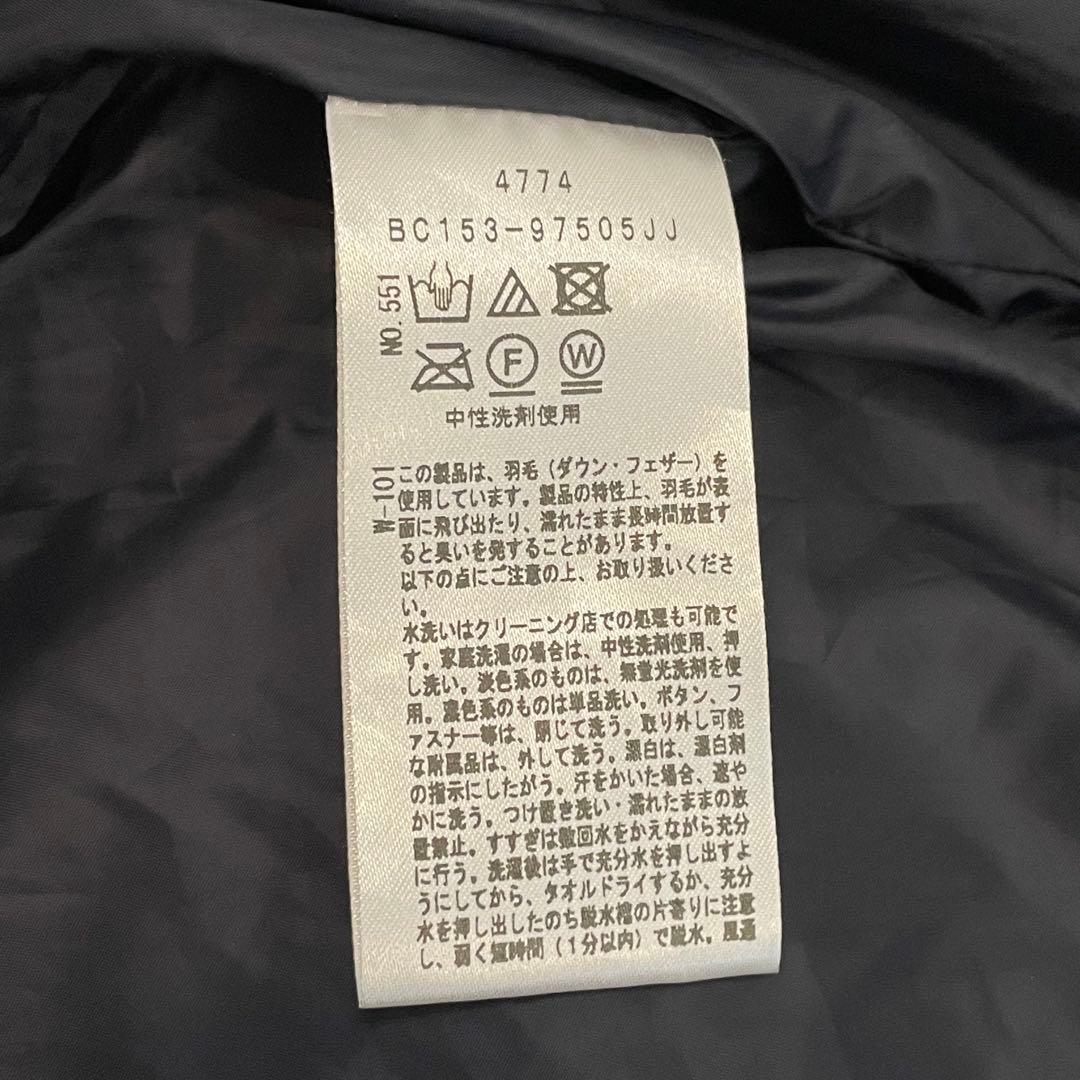 4774
BC153-97505JJ
NO.551
F W
中性洗剤使用
W-101
この製品は、羽毛（ダウン・フェザー）を
使用しています。製品の特性上、羽毛が表
面に飛び出たり、濡れたまま長時間放置す
ると臭いを発することがあります。
以下の点にご注意の上、お取り扱いくださ
い。
水洗いはクリーニング店での処理も可能で
す。家庭洗濯の場合は、中性洗剤使用、押
し洗い。淡色系のものは、無蛍光洗剤を使
用。濃色系のものは単品洗い。ボタン、フ
ァスナー等は、閉じて洗う。取り外し可能
な附属品は、外して洗う。漂白は、漂白剤
の指示にしたがう。汗をかいた場合、速や
かに洗う。つけ置き洗い・濡れたままの放
置禁止。すすぎは数回水をかえながら充分
に行う。洗濯後は手で充分水を押し出すよ
うにしてから、タオルドライするか、充分
水を押し出したのち脱水槽の片寄りに注意
し、弱く短時間（1分以内）で脱水。風通